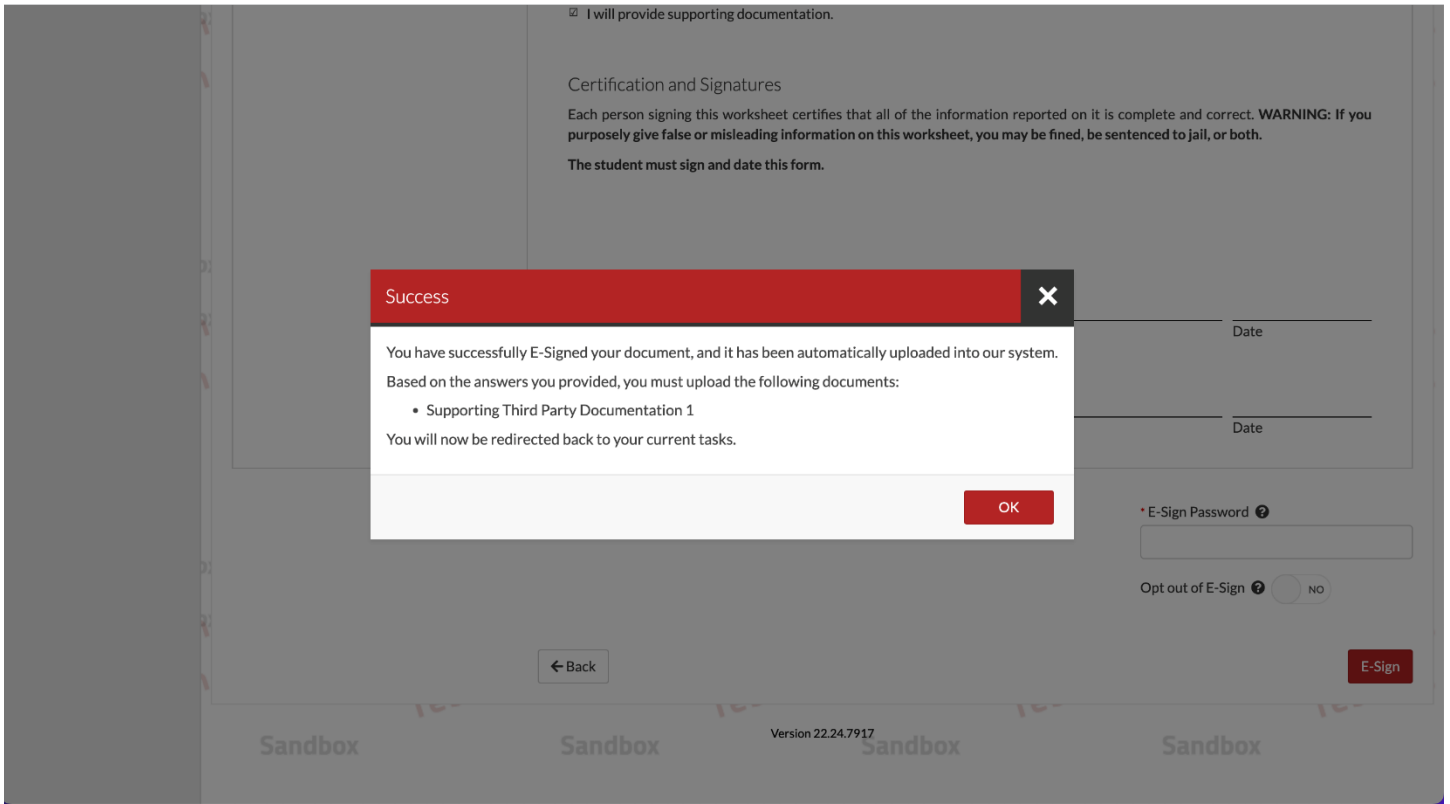 I will provide supporting documentation.
Certification and Signatures
Each person signing this worksheet certifies that all of the information reported on it is complete and correct. WARNING: If you
purposely give false or misleading information on this worksheet, you may be fined, be sentenced to jail, or both.
The student must sign and date this form.
Success
You have successfully E-Signed your document, and it has been automatically uploaded into our system.
Based on the answers you provided, you must upload the following documents:
• Supporting Third Party Documentation 1
You will now be redirected back to your current tasks.
OK
Date
Date
* E-Sign Password
Opt out of E-Sign NO
Back
E-Sign
Version 22.24.7917
Sandbox Sandbox Sandbox Sandbox